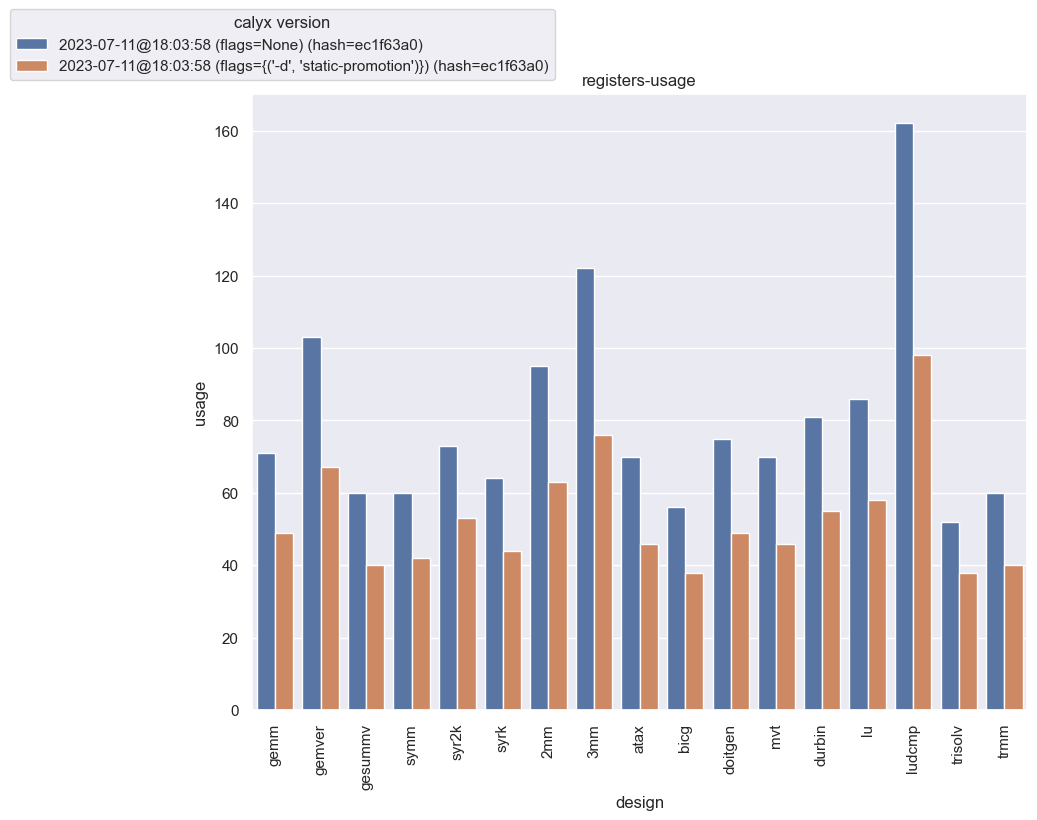 calyx version
2023-07-11@18:03:58 (flags=None) (hash=ec1f63a0)
2023-07-11@18:03:58 (flags={('-d', 'static-promotion')}) (hash=ec1f63a0)
registers-usage
160
140
120
100
80
60
40
20
0
usage
gemm
gemver
gesummv
symm
syr2k
syrk
2mm
3mm
atax
bicg
doitgen
mvt
durbin
lu
ludcmp
trisolv
trmm
design